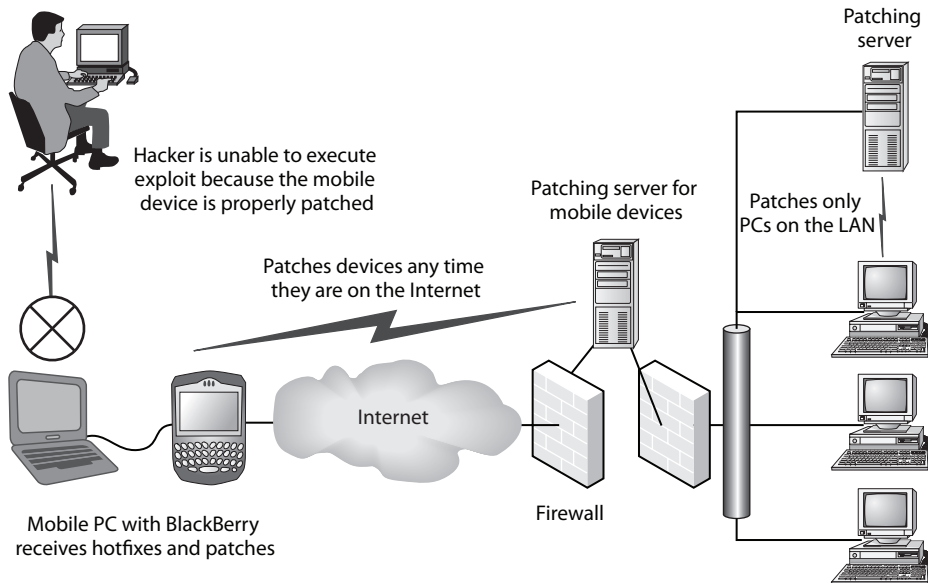 Patching
server
Hacker is unable to execute
exploit because the mobile
device is properly patched
Patching server for
mobile devices
Patches only
PCs on the LAN
Patches devices any time
they are on the Internet
Internet
Firewall
Mobile PC with BlackBerry
receives hotfixes and patches